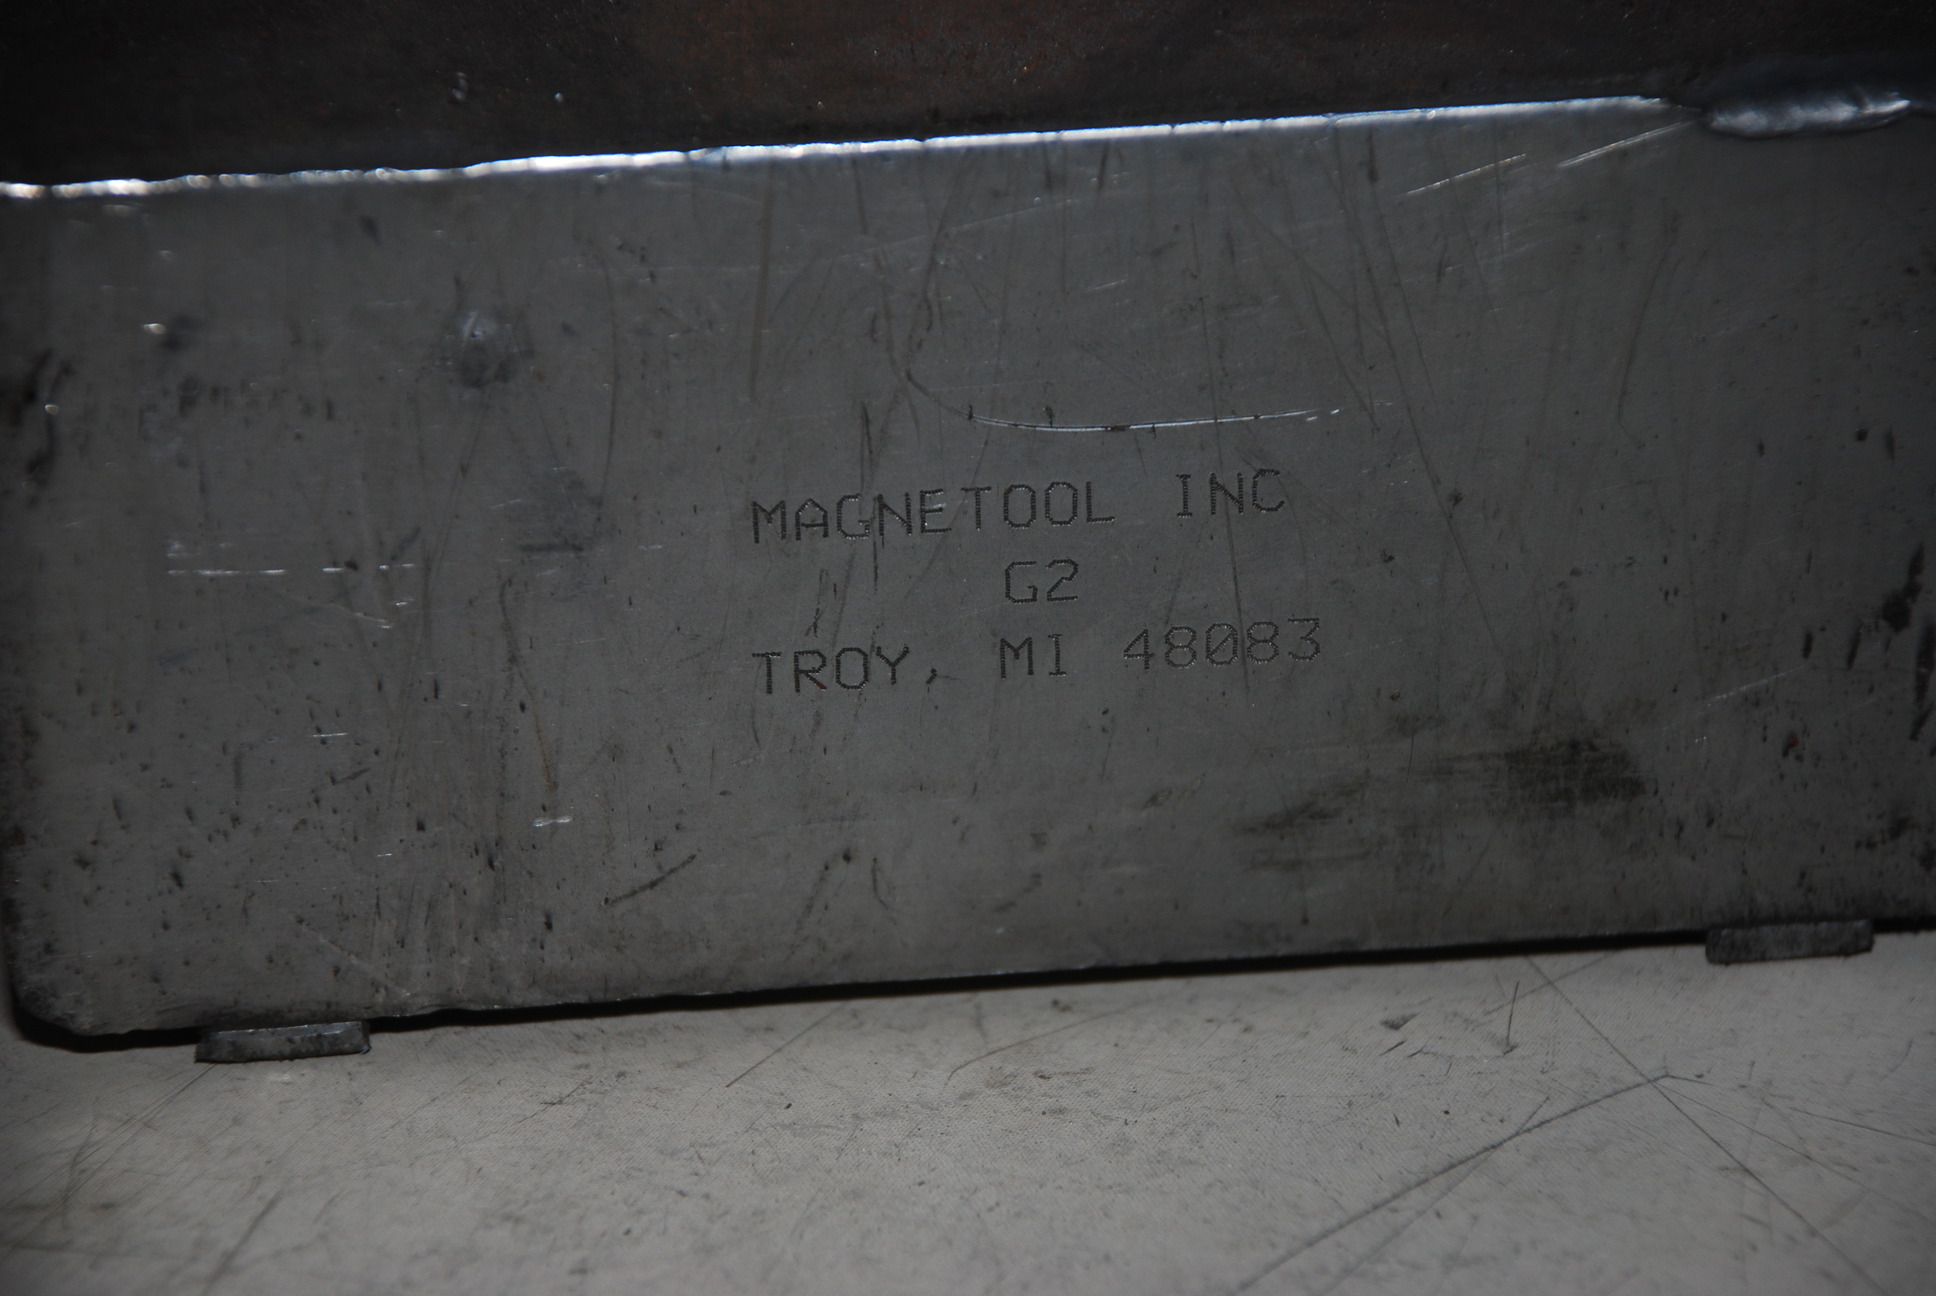 MAGNETOOL INC
G2
TROY, MI 48083